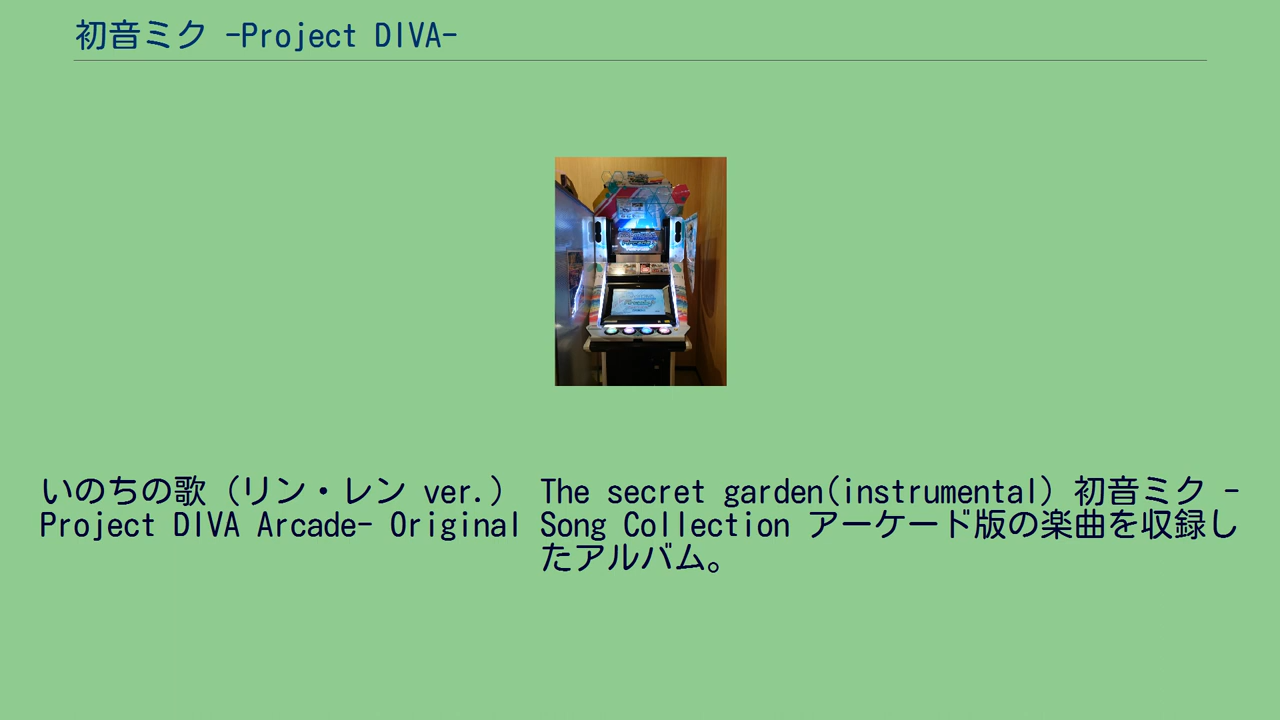 初音ミク -Project DIVA-
いのちの歌（リン・レン ver.） The secret garden(instrumental) 初音ミク -
Project DIVA Arcade- Original Song Collection アーケード版の楽曲を収録し
たアルバム。